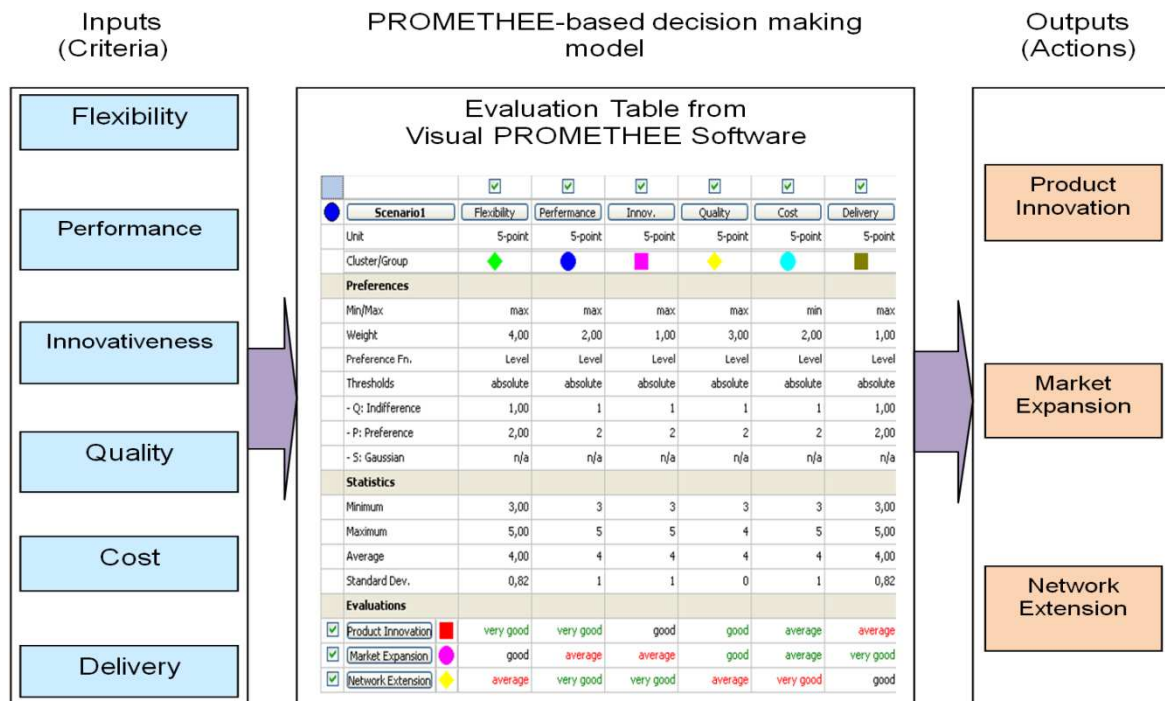 Inputs
(Criteria)
PROMETHEE-based decision making
model
Outputs
(Actions)
Flexibility
Performance
Innovativeness
Quality
Cost
Delivery
Evaluation Table from
Visual PROMETHEE Software
Scenario1 Flexibility Perfermance Innov. Quality Cost Delivery
Unit 5-point 5-point 5-point 5-point 5-point 5-point
Cluster/Group
Preferences
Min/Max max max max max min max
Weight 4,00 2,00 1,00 3,00 2,00 1,00
Preference Fn. Level Level Level Level Level Level
Thresholds absolute absolute absolute absolute absolute absolute
- Q: Indifference 1,00 1 1 1 1 1,00
- P: Preference 2,00 2 2 2 2 2,00
- S: Gaussian n/a n/a n/a n/a n/a n/a
Statistics
Minimum 3,00 3 3 3 3 3,00
Maximum 5,00 5 5 4 5 5,00
Average 4,00 4 4 4 4 4,00
Standard Dev. 0,82 1 1 0 1 0,82
Evaluations
Product Innovation very good very good good good average average
Market Expansion good average average good average very good
Network Extension average very good very good average very good good
Product
Innovation
Market
Expansion
Network
Extension